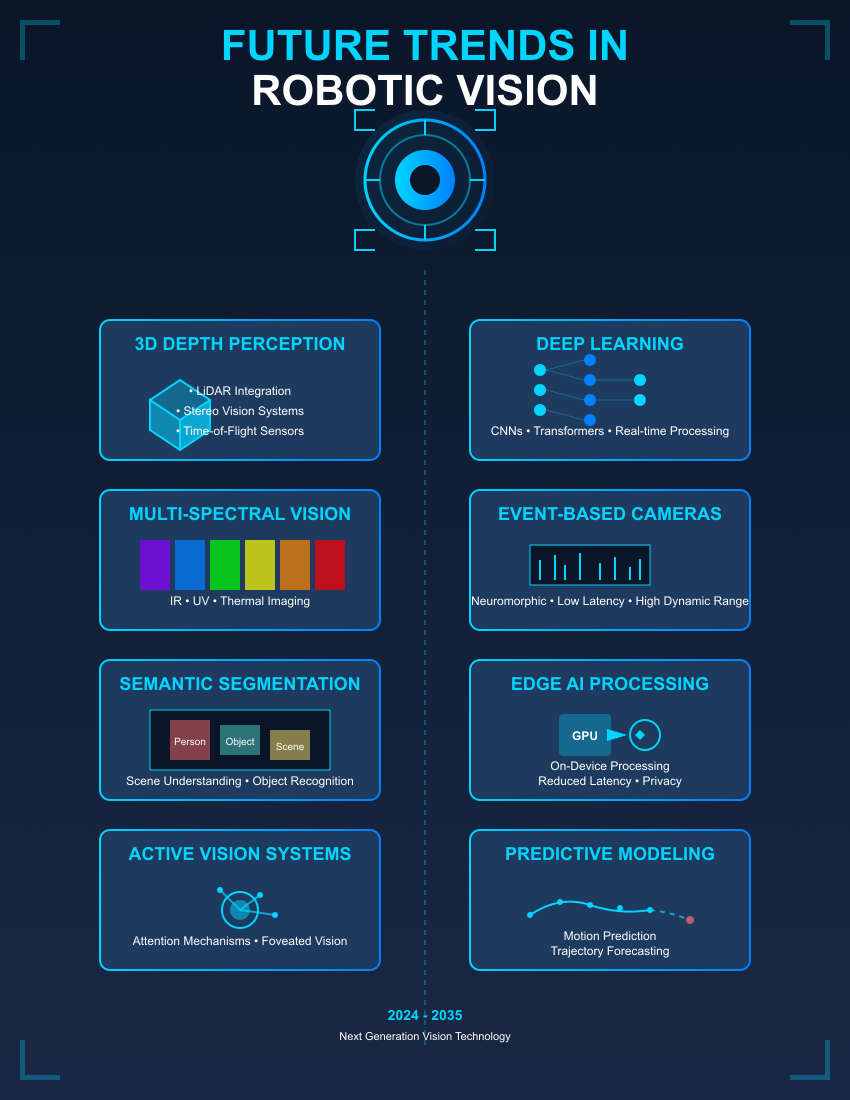 FUTURE TRENDS IN
ROBOTIC VISION
3D DEPTH PERCEPTION
• LiDAR Integration
• Stereo Vision Systems
• Time-of-Flight Sensors
DEEP LEARNING
CNNs • Transformers • Real-time Processing
MULTI-SPECTRAL VISION
IR • UV • Thermal Imaging
EVENT-BASED CAMERAS
Neuromorphic • Low Latency • High Dynamic Range
SEMANTIC SEGMENTATION
Person Object Scene
Scene Understanding • Object Recognition
EDGE AI PROCESSING
GPU
On-Device Processing
Reduced Latency • Privacy
ACTIVE VISION SYSTEMS
Attention Mechanisms • Foveated Vision
PREDICTIVE MODELING
Motion Prediction
Trajectory Forecasting
2024 - 2035
Next Generation Vision Technology